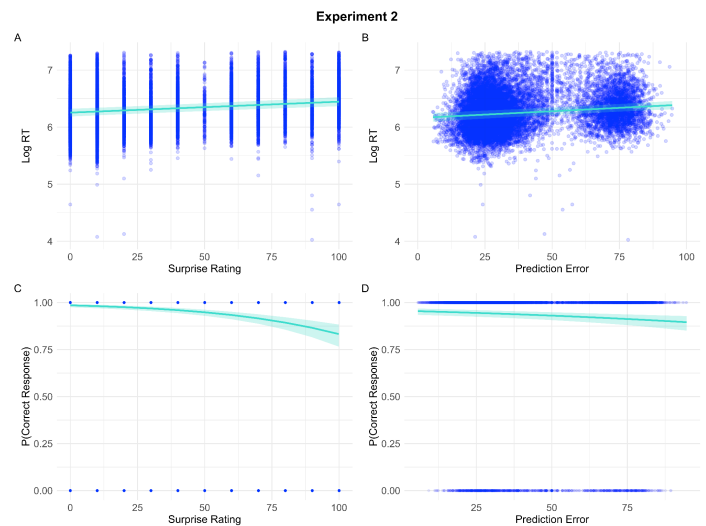 Experiment 2
A
B
7
6
5
4
Log RT
0
25
50
75
100
Surprise Rating
7
6
5
4
Log RT
0
25
50
75
100
Prediction Error
C
D
1.00
0.75
0.50
0.25
0.00
P(Correct Response)
0
25
50
75
100
Surprise Rating
1.00
0.75
0.50
0.25
0.00
P(Correct Response)
25
50
75
Prediction Error